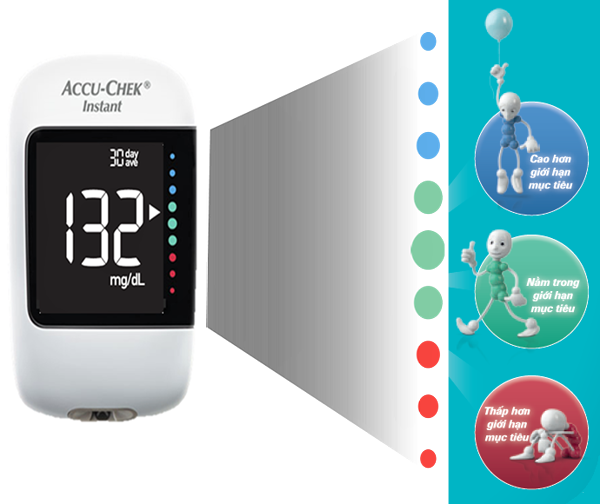 ACCU-CHEK®
Instant
30 day
ave
132
mg/dL
Cao hơn
giới hạn
mục tiêu
Nằm trong
giới hạn
mục tiêu
Thấp hơn
giới hạn
mục tiêu